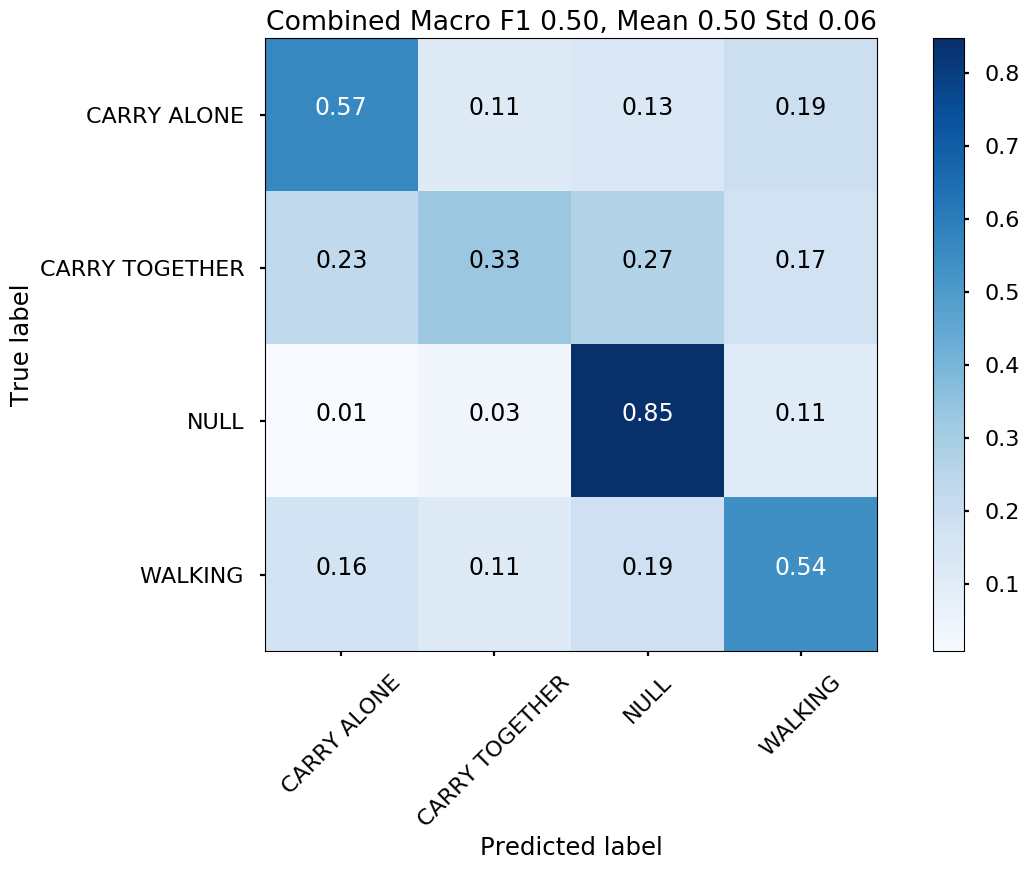 Combined Macro F1 0.50, Mean 0.50 Std 0.06
True label
CARRY ALONE
0.57 0.11 0.13 0.19
CARRY TOGETHER
0.23 0.33 0.27 0.17
NULL
0.01 0.03 0.85 0.11
WALKING
0.16 0.11 0.19 0.54
CARRY ALONE
CARRY TOGETHER
NULL
WALKING
Predicted label
0.8
0.7
0.6
0.5
0.4
0.3
0.2
0.1